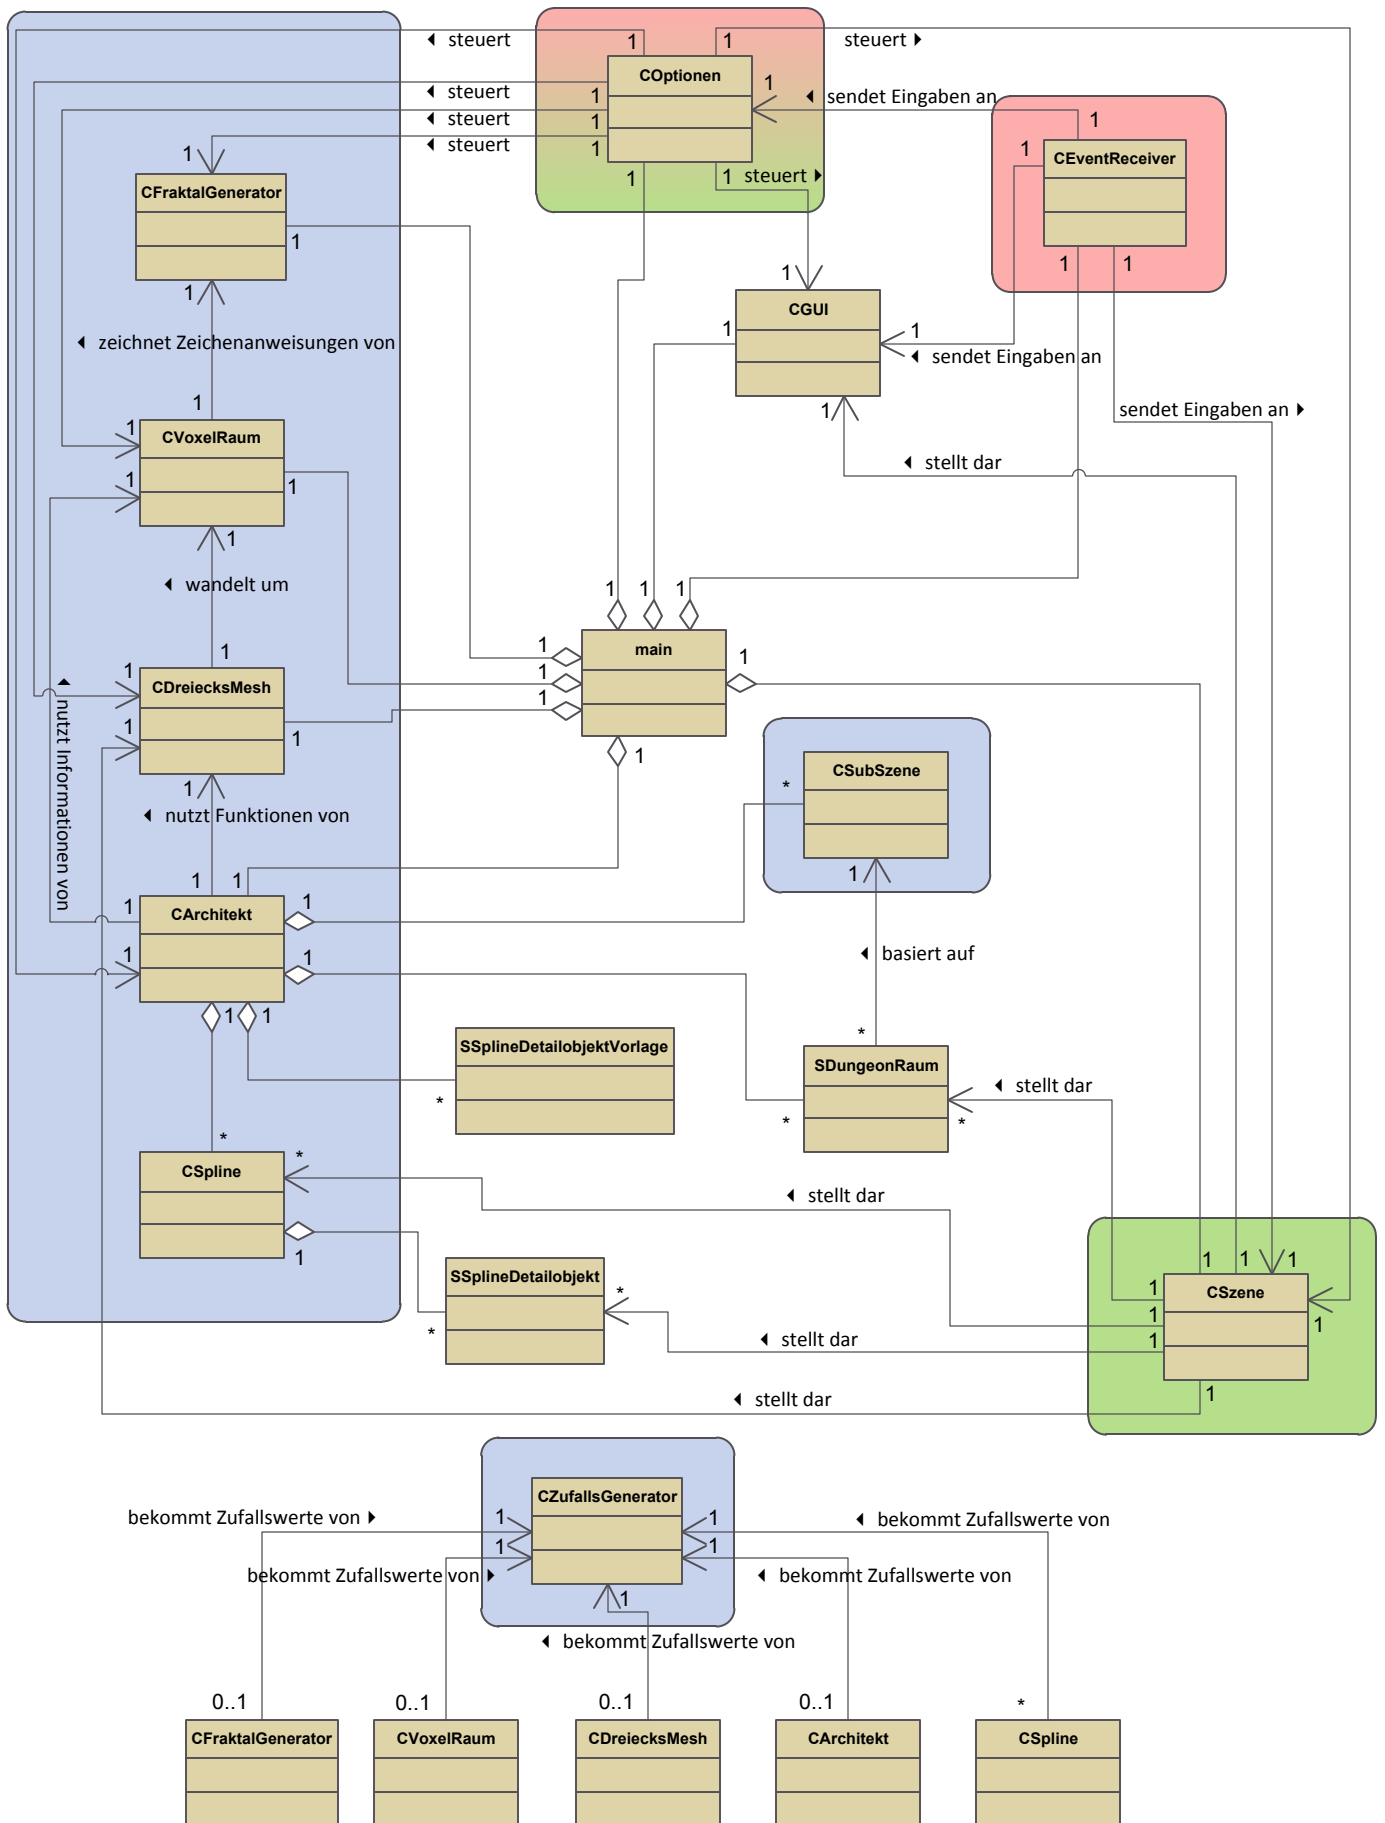 ◄ steuert
steuert ►
1
1
COptionen
1
◄ sendet Eingaben an
◄ steuert
1
◄ steuert
1
◄ steuert
1
1
1
CEventReceiver
1
1
1 steuert ►
CFraktalGenerator
1
1
1
1
1
CGUI
1
1
◄ zeichnet Zeichenanweisungen von
◄ sendet Eingaben an
1
1
sendet Eingaben an ►
1
CVoxelRaum
◄ stellt dar
1
1
1
◄ wandelt um
1
1
1
1
main
1
1
1
1
1
CDreiecksMesh
1
1
1
1
◄ nutzt Informationen von
CSubSzene
*
1
◄ nutzt Funktionen von
1
1
1
1
1
CArchitekt
◄ basiert auf
1
1
1
1
*
SSplineDetailobjektVorlage
SDungeonRaum
◄ stellt dar
*
*
*
*
*
CSpline
◄ stellt dar
1
1
1
1
SSplineDetailobjekt
*
1
CSzene
1
1
1
*
◄ stellt dar
◄ stellt dar
1
CZufallsGenerator
bekommt Zufallswerte von ►
1
1
◄ bekommt Zufallswerte von
1
1
bekommt Zufallswerte von ►
◄ bekommt Zufallswerte von
1
◄ bekommt Zufallswerte von
0..1
0..1
0..1
0..1
*
CFraktalGenerator
CVoxelRaum
CDreiecksMesh
CArchitekt
CSpline